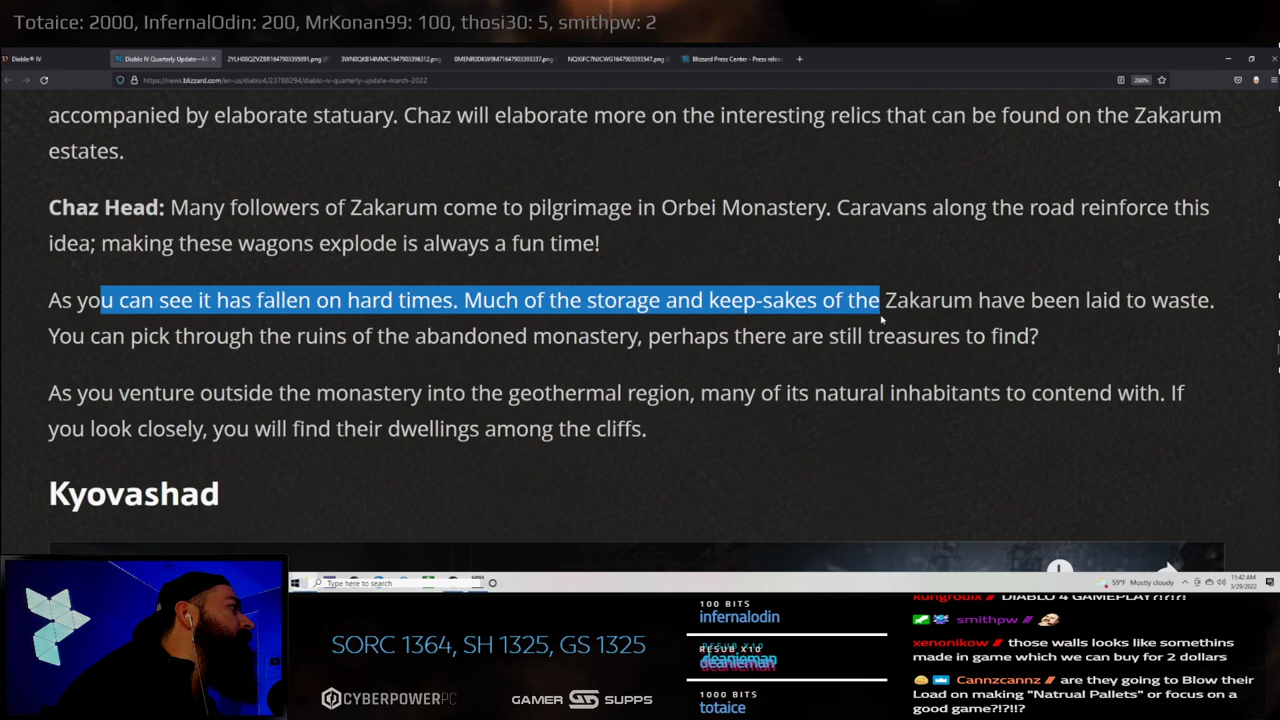 Totaice: 2000, InfernalOdin: 200, MrKonan99: 100, thosi30: 5, smithpw: 2
Diablo® IV
Diablo IV Quarterly Update—M
Blizzard Press Center - Press rele
https://news.blizzard.com/en-us/diablo4/23788294/diablo-iv-quarterly-update-march-2022
260%
accompanied by elaborate statuary. Chaz will elaborate more on the interesting relics that can be found on the Zakarum
estates.
Chaz Head: Many followers of Zakarum come to pilgrimage in Orbei Monastery. Caravans along the road reinforce this
idea; making these wagons explode is always a fun time!
As you can see it has fallen on hard times. Much of the storage and keep-sakes of the Zakarum have been laid to waste.
You can pick through the ruins of the abandoned monastery, perhaps there are still treasures to find?
As you venture outside the monastery into the geothermal region, many of its natural inhabitants to contend with. If
you look closely, you will find their dwellings among the cliffs.
Kyovashad
Type here to search
59°F Mostly cloudy
11:42 AM
3/29/2022
SORC 1364, SH 1325, GS 1325
CYBERPOWERPC
GAMER SUPPS
100 BITS
infernalodin
RESUB X10
deanieman
1000 BITS
totaice
kungrodix // DIABLO 4 GAMEPLAY?!?!?!
smithpw //
xenonikow // those walls looks like somethins
made in game which we can buy for 2 dollars
Cannzcannz // are they going to Blow their
Load on making "Natrual Pallets" or focus on a
good game?!?!!?